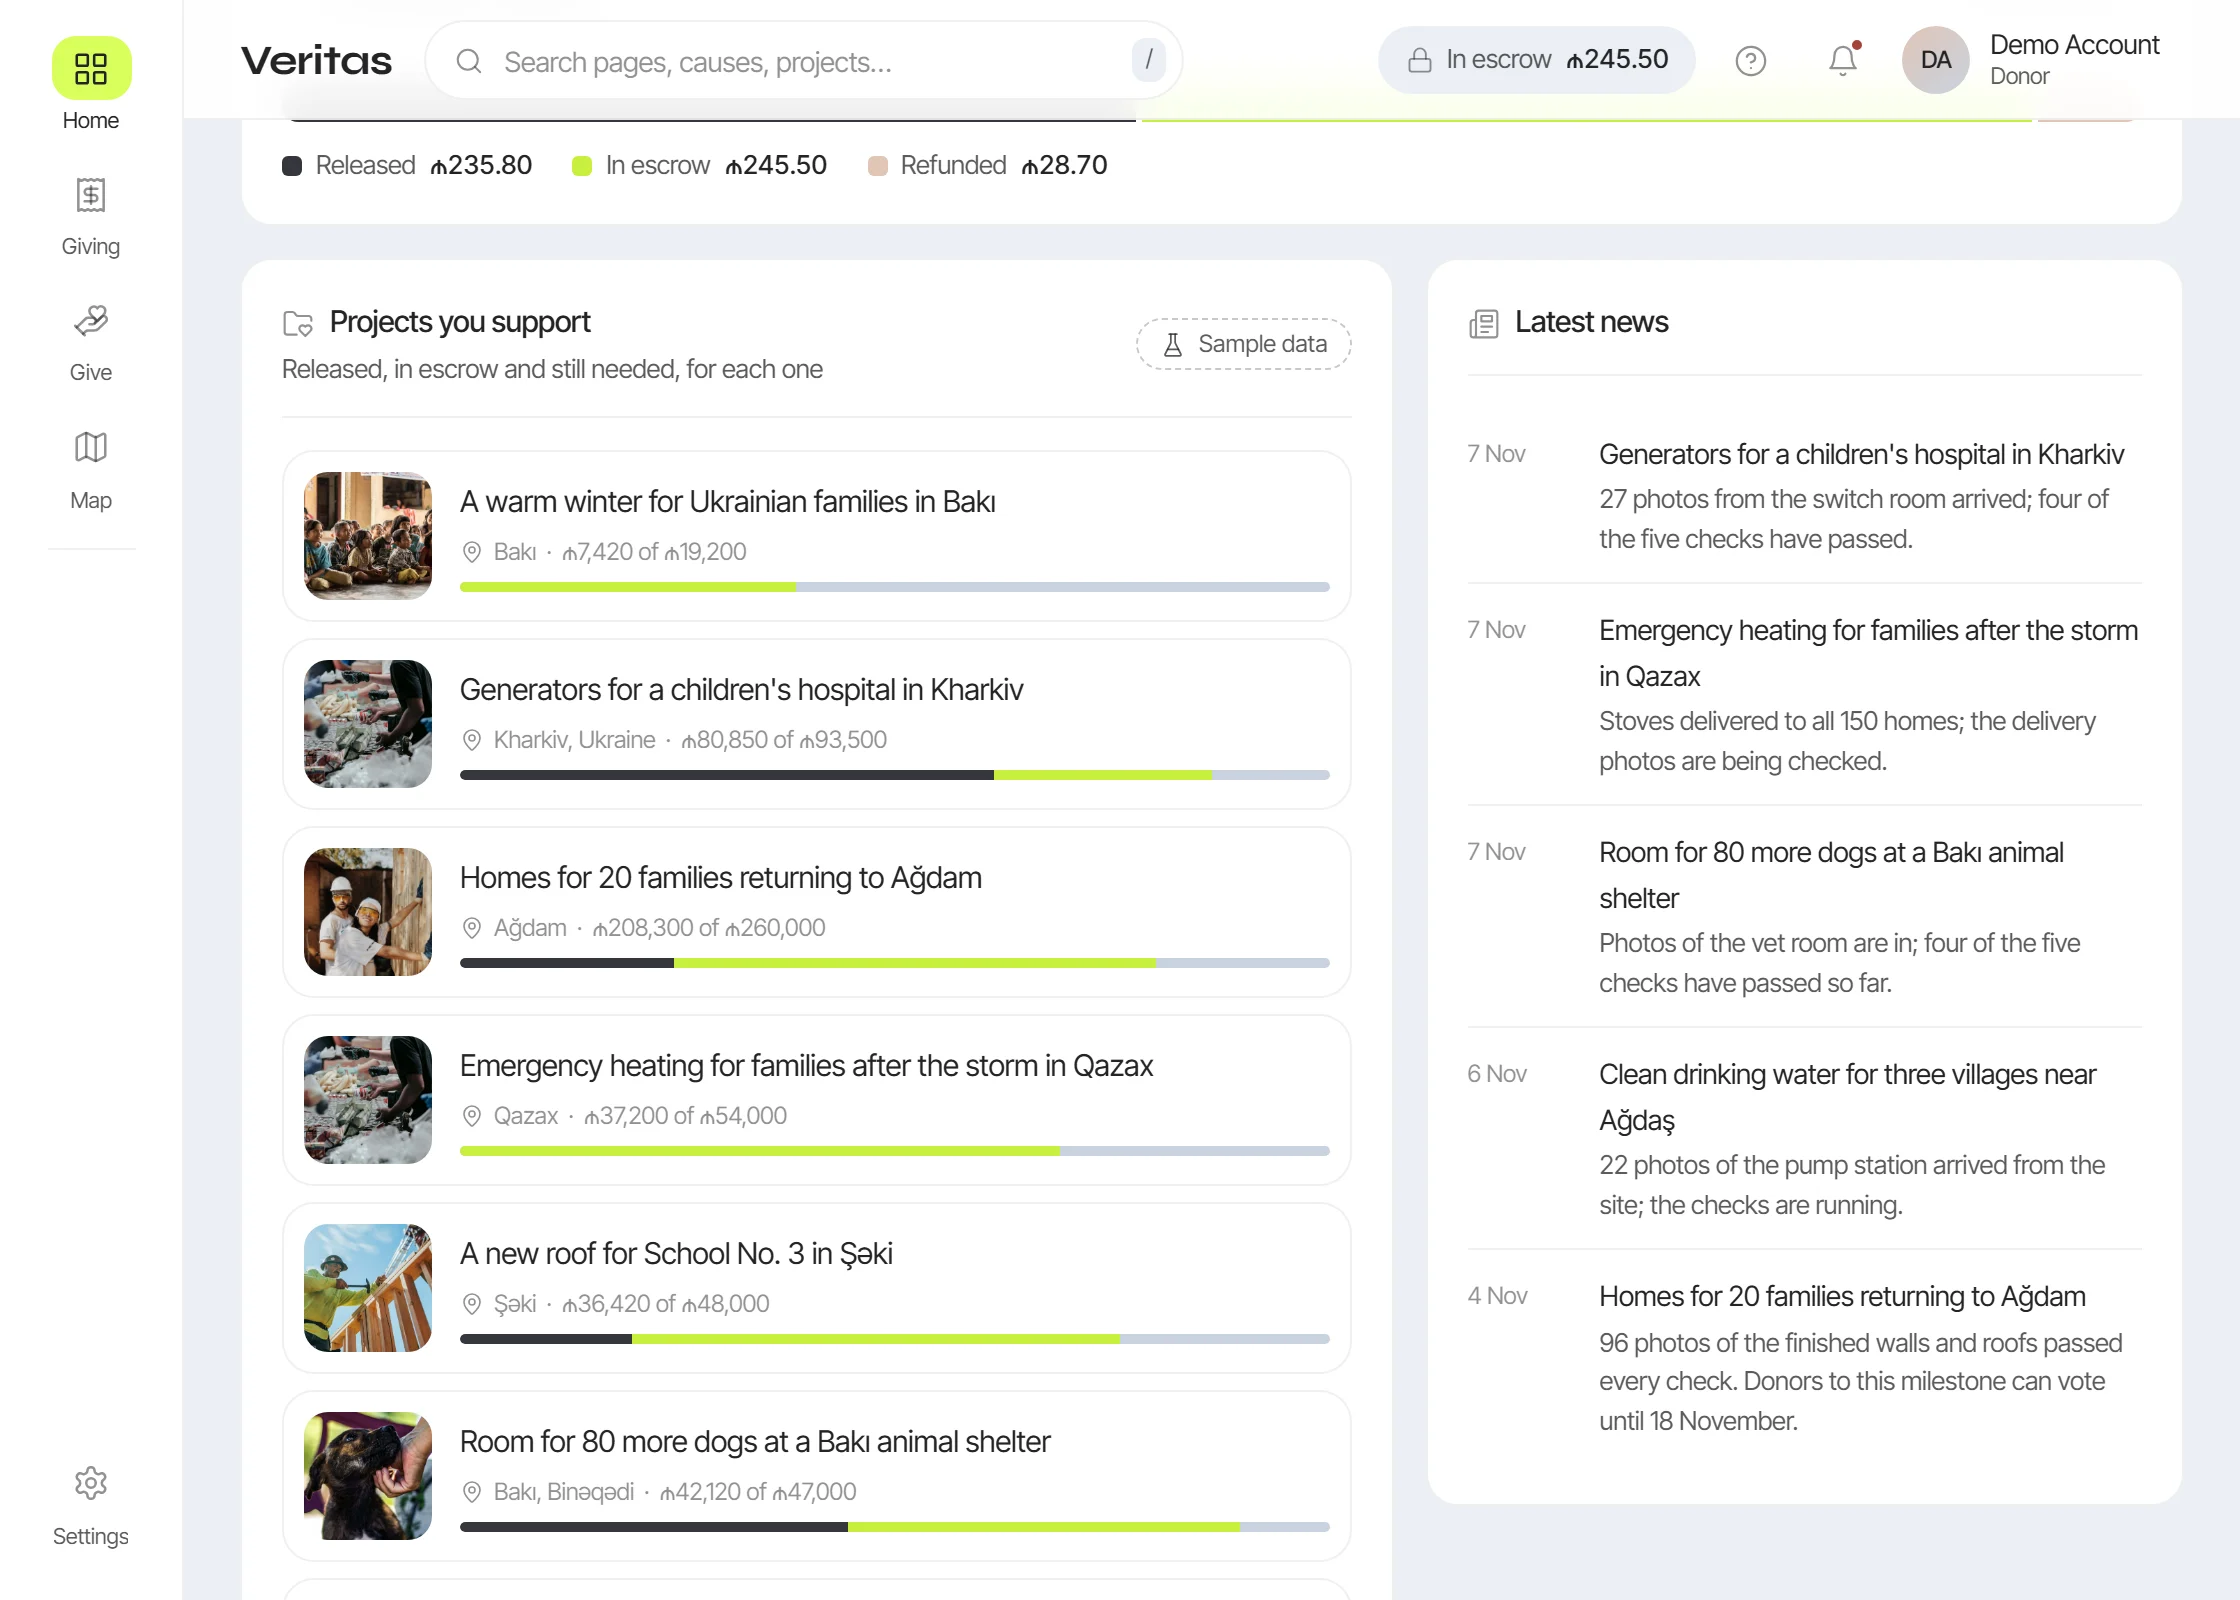 Home
Giving
Give
Map
Settings
Veritas
Search pages, causes, projects...
/
In escrow ₼245.50
DA
Demo Account
Donor
Released ₼235.80
In escrow ₼245.50
Refunded ₼28.70
Projects you support
Released, in escrow and still needed, for each one
Sample data
A warm winter for Ukrainian families in Bakı
Bakı · ₼7,420 of ₼19,200
Generators for a children's hospital in Kharkiv
Kharkiv, Ukraine · ₼80,850 of ₼93,500
Homes for 20 families returning to Ağdam
Ağdam · ₼208,300 of ₼260,000
Emergency heating for families after the storm in Qazax
Qazax · ₼37,200 of ₼54,000
A new roof for School No. 3 in Şəki
Şəki · ₼36,420 of ₼48,000
Room for 80 more dogs at a Bakı animal shelter
Bakı, Binəqədi · ₼42,120 of ₼47,000
Latest news
7 Nov
Generators for a children's hospital in Kharkiv
27 photos from the switch room arrived; four of
the five checks have passed.
7 Nov
Emergency heating for families after the storm
in Qazax
Stoves delivered to all 150 homes; the delivery
photos are being checked.
7 Nov
Room for 80 more dogs at a Bakı animal
shelter
Photos of the vet room are in; four of the five
checks have passed so far.
6 Nov
Clean drinking water for three villages near
Ağdaş
22 photos of the pump station arrived from the
site; the checks are running.
4 Nov
Homes for 20 families returning to Ağdam
96 photos of the finished walls and roofs passed
every check. Donors to this milestone can vote
until 18 November.